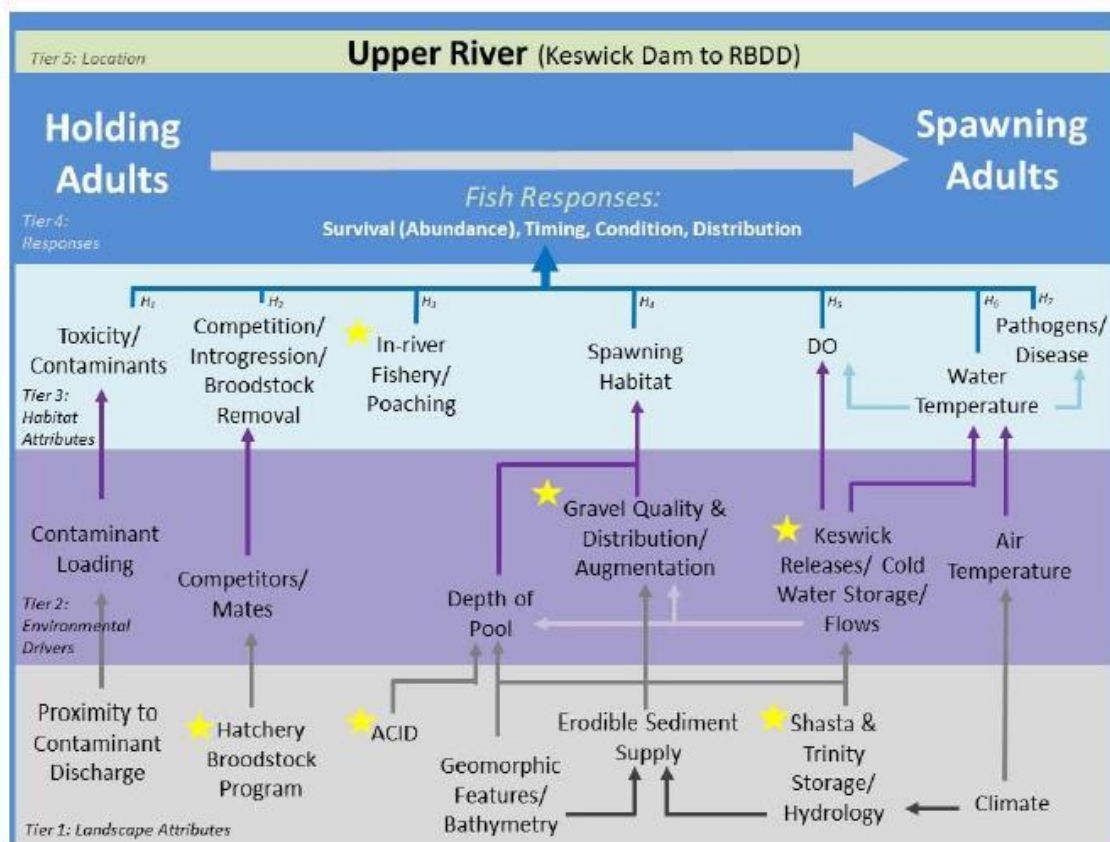 Tier 5: Location
Upper River (Keswick Dam to RBDD)
Holding
Adults
Spawning
Adults
Fish Responses:
Tier 4:
Responses
Survival (Abundance), Timing, Condition, Distribution
H1
H2
H3
H4
H5
H6
H7
Toxicity/
Contaminants
Competition/
Introgression/
Broodstock
Removal
In-river
Fishery/
Poaching
Spawning
Habitat
DO
Water
Temperature
Pathogens/
Disease
Tier 3:
Habitat
Attributes
Contaminant
Loading
Competitors/
Mates
Depth of
Pool
Gravel Quality &
Distribution/
Augmentation
Keswick
Releases/ Cold
Water Storage/
Flows
Air
Temperature
Tier 2:
Environmental
Drivers
Proximity to
Contaminant
Discharge
Hatchery
Broodstock
Program
ACID
Geomorphic
Features/
Bathymetry
Erodible Sediment
Supply
Shasta &
Trinity
Storage/
Hydrology
Climate
Tier 1: Landscape Attributes